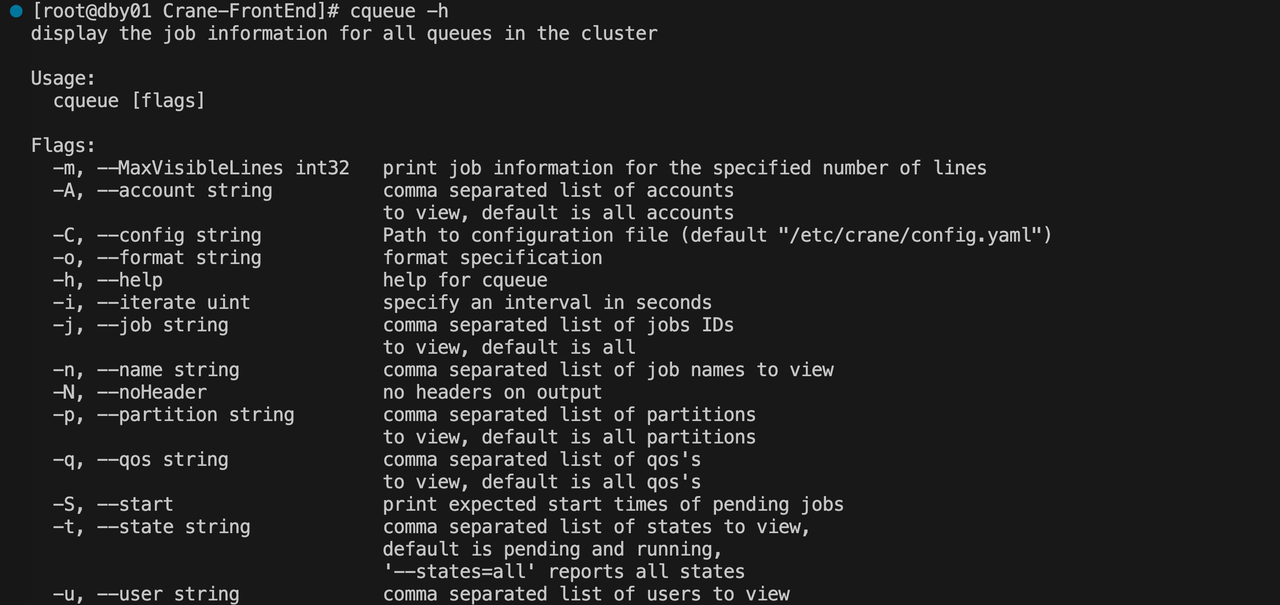 [root@dby01 Crane-FrontEnd]# cqueue -h
display the job information for all queues in the cluster

Usage:
  cqueue [flags]

Flags:
  -m, --MaxVisibleLines int32   print job information for the specified number of lines
  -A, --account string          comma separated list of accounts
                                to view, default is all accounts
  -C, --config string           Path to configuration file (default "/etc/crane/config.yaml")
  -o, --format string           format specification
  -h, --help                    help for cqueue
  -i, --iterate uint            specify an interval in seconds
  -j, --job string              comma separated list of jobs IDs
                                to view, default is all
  -n, --name string             comma separated list of job names to view
  -N, --noHeader                no headers on output
  -p, --partition string        comma separated list of partitions
                                to view, default is all partitions
  -q, --qos string              comma separated list of qos's
                                to view, default is all qos's
  -S, --start                   print expected start times of pending jobs
  -t, --state string            comma separated list of states to view,
                                default is pending and running,
                                '--states=all' reports all states
  -u, --user string             comma separated list of users to view